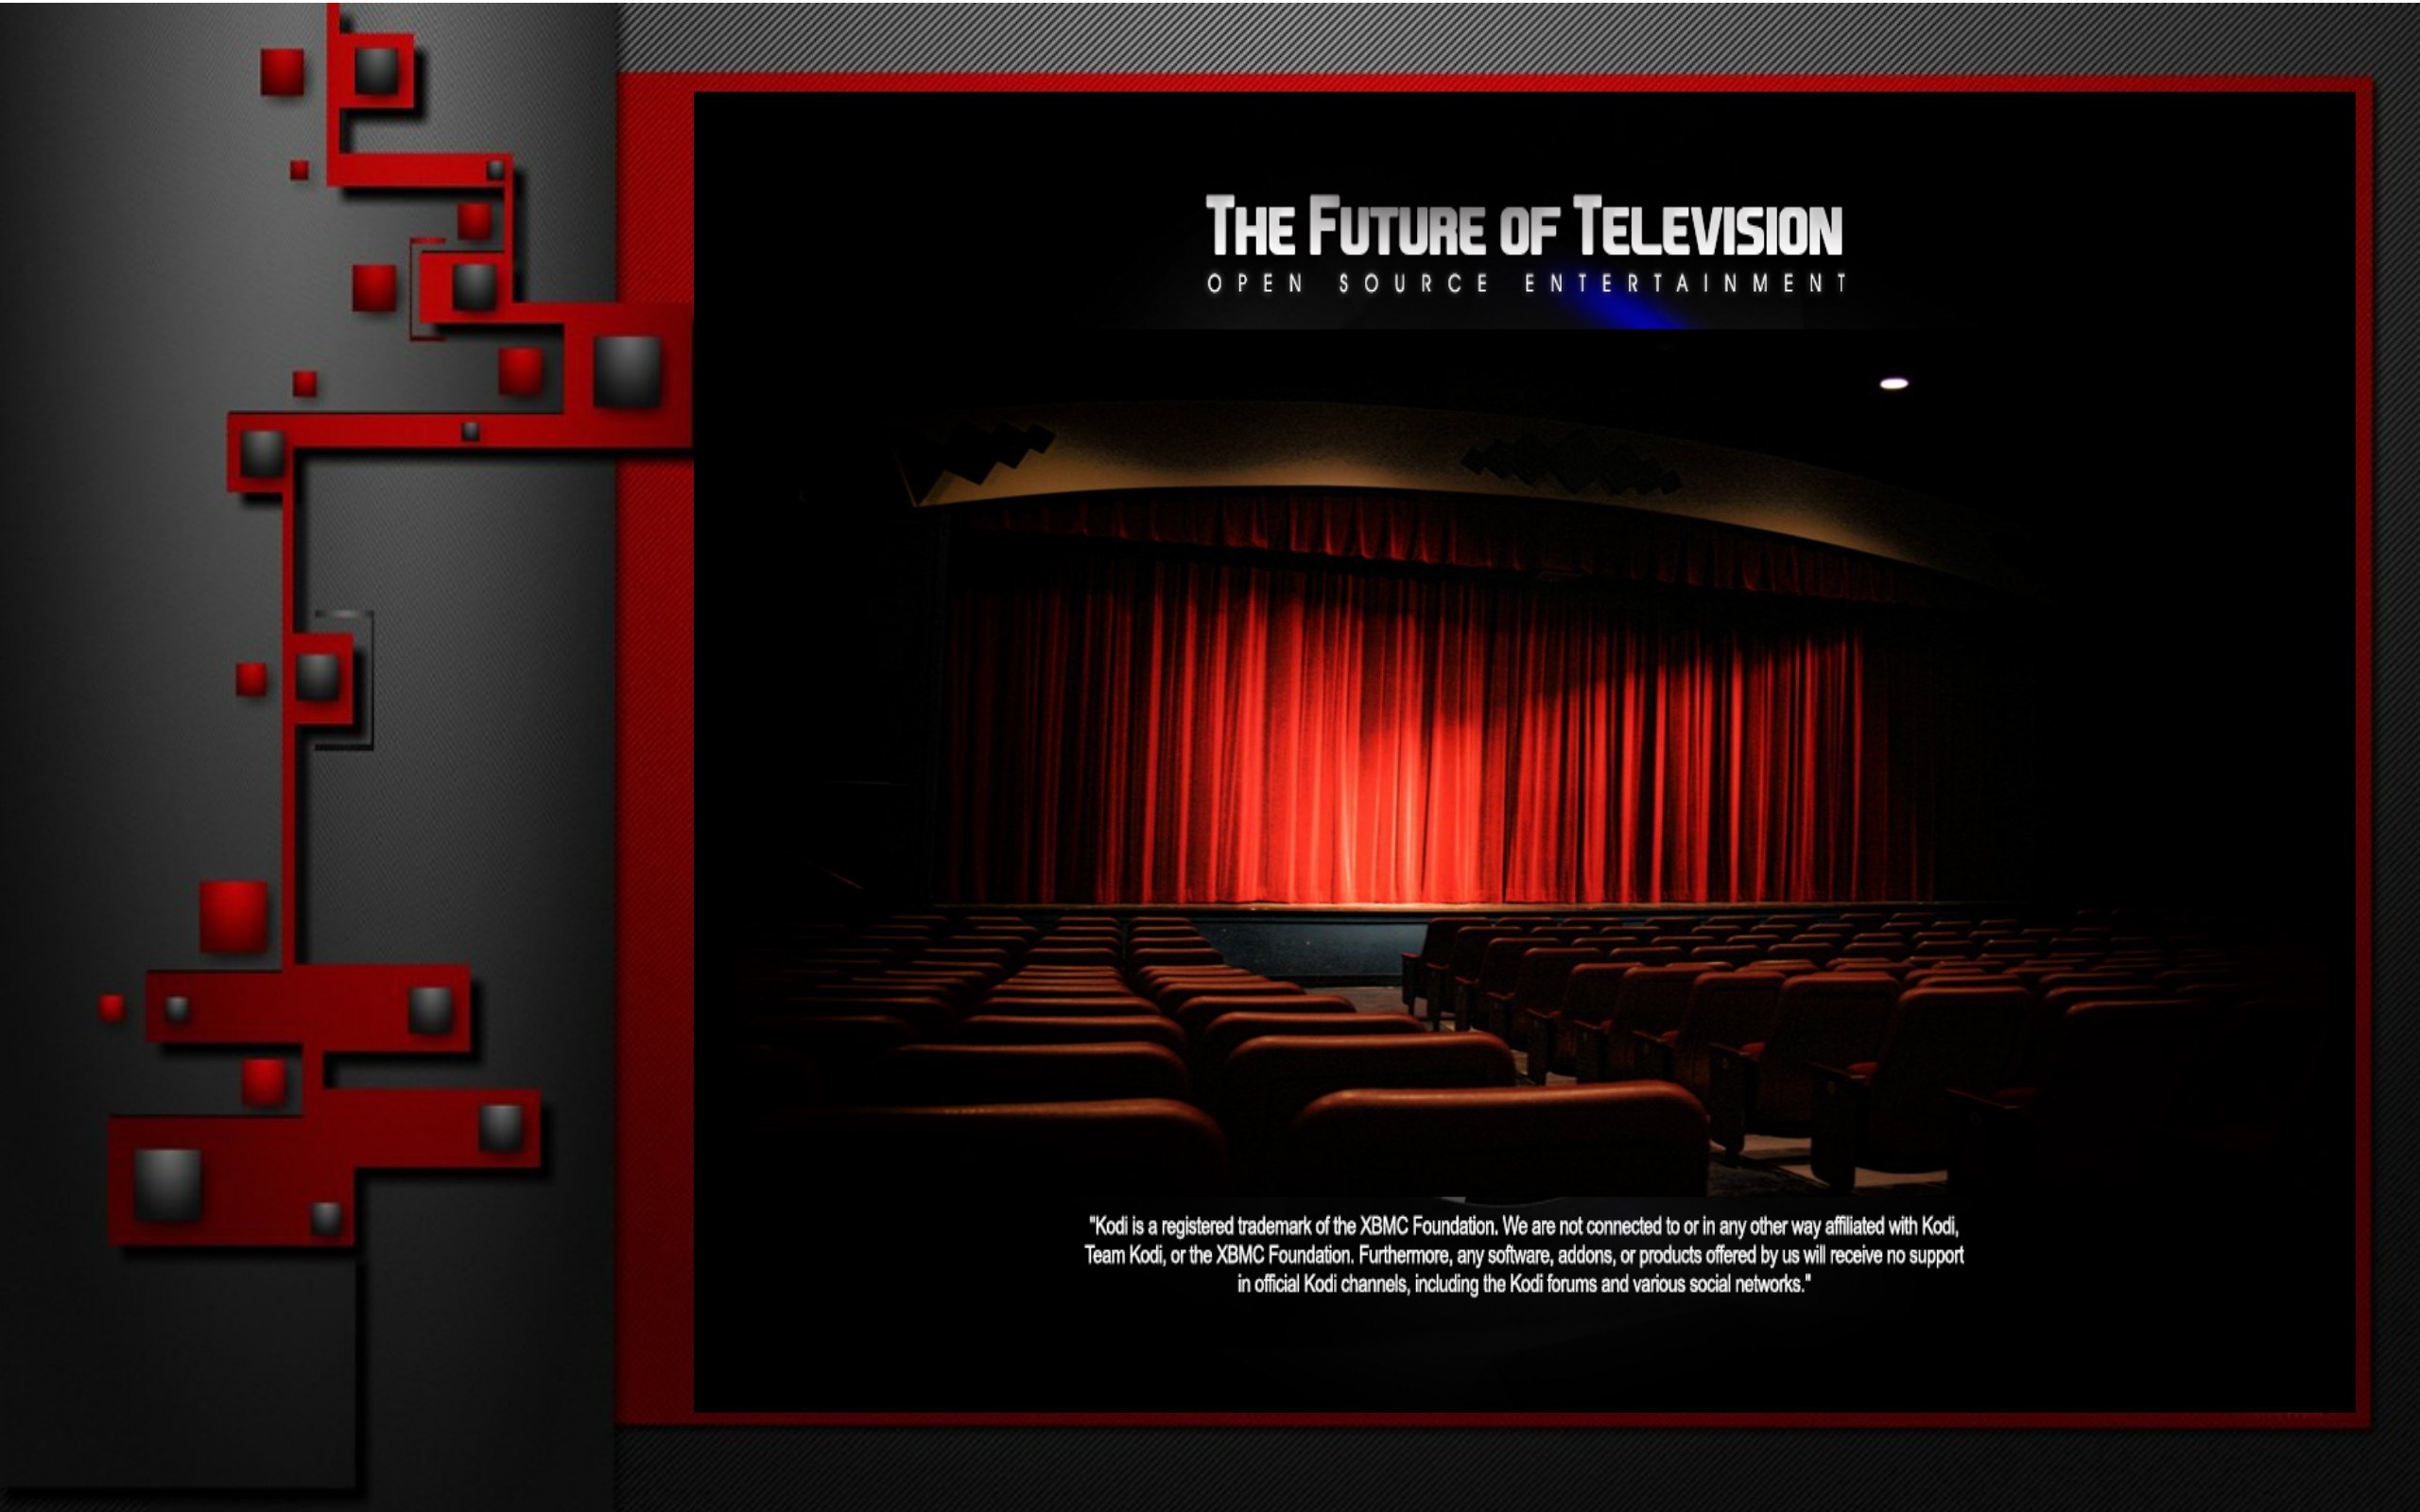 THE FUTURE OF TELEVISION
OPEN SOURCE ENTERTAINMENT
"Kodi is a registered trademark of the XBMC Foundation. We are not connected to or in any other way affiliated with Kodi,
Team Kodi, or the XBMC Foundation. Furthermore, any software, addons, or products offered by us will receive no support
in official Kodi channels, including the Kodi forums and various social networks."